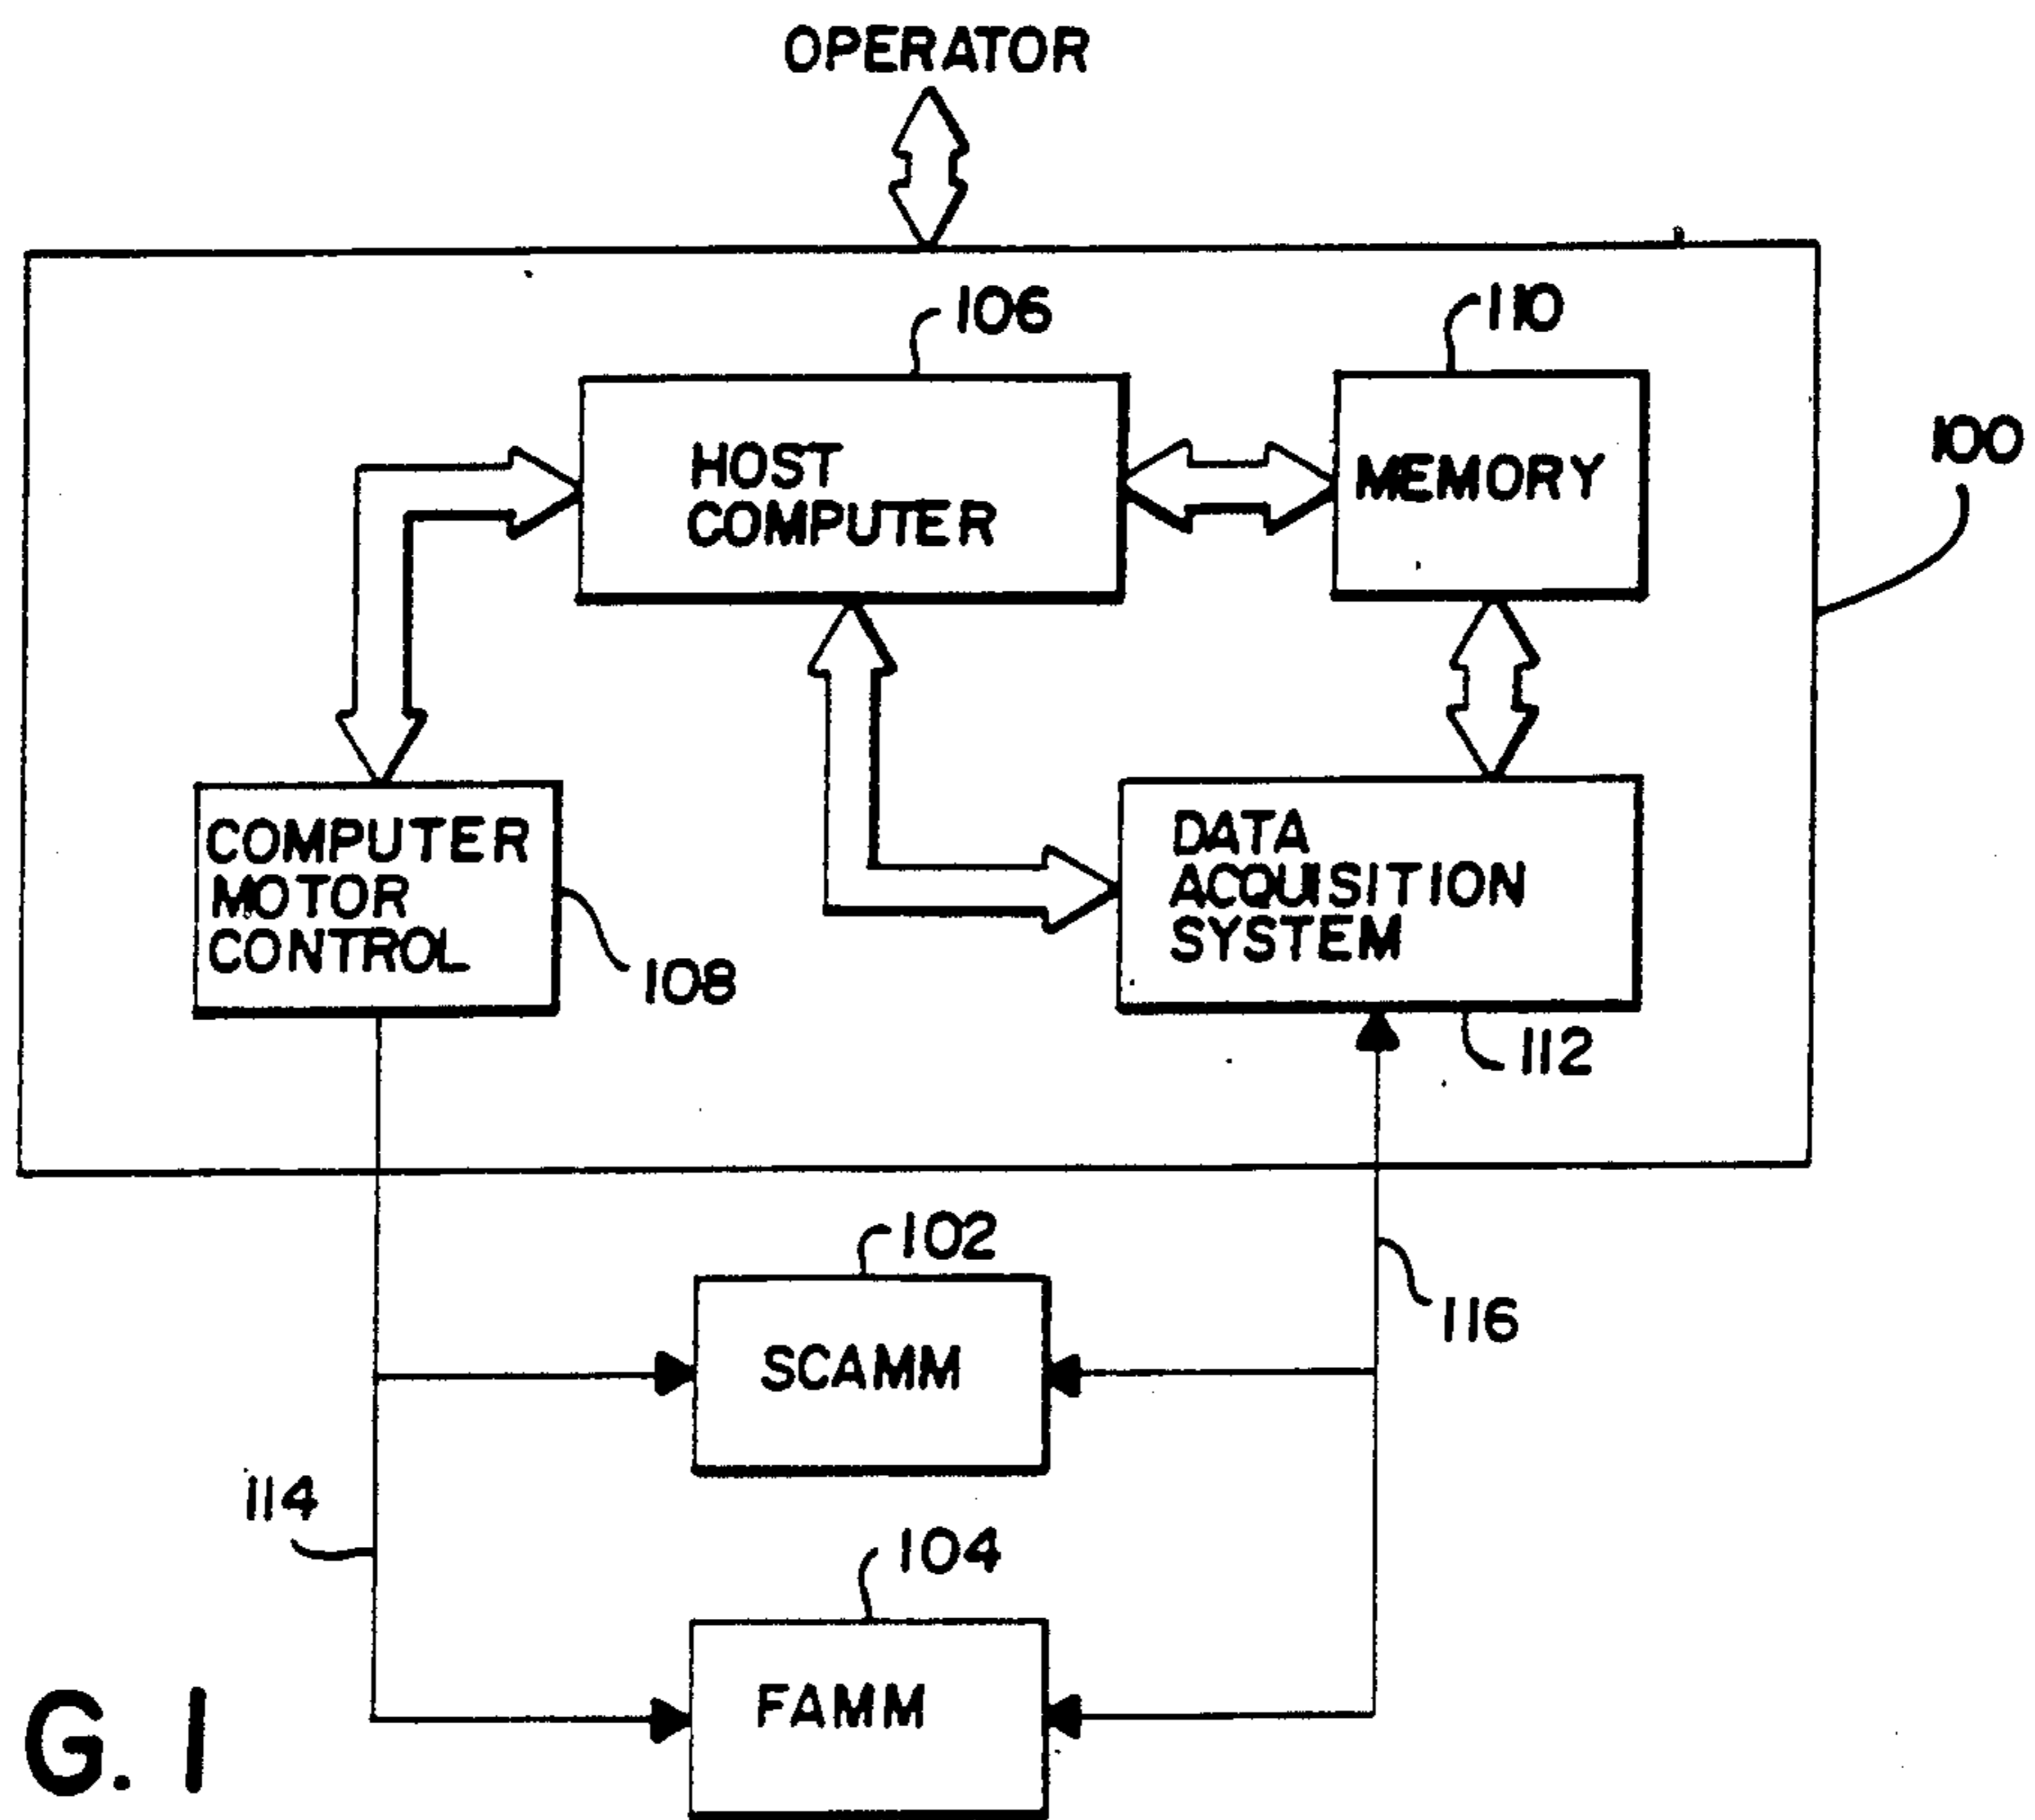 OPERATOR
106
110
100
HOST
COMPUTER
MEMORY
COMPUTER
MOTOR
CONTROL
108
DATA
ACQUISITION
SYSTEM
112
102
SCAMM
116
114
104
FAMM
G. 1